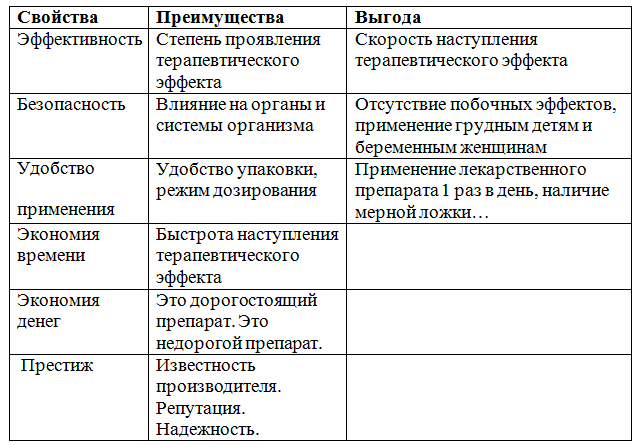 Свойства Преимущества Выгода
Эффективность Степень проявления Скорость наступления
терапевтического терапевтического эффекта
эффекта
Безопасность Влияние на органы и Отсутствие побочных эффектов,
системы организма применение грудным детям и
беременным женщинам
Удобство Удобство упаковки, Применение лекарственного
режим дозирования препарата 1 раз в день, наличие
применения мерной ложки…
Экономия Быстрота наступления
времени терапевтического
эффекта
Экономия Это дорогостоящий
денег препарат. Это
недорогой препарат.
Престиж Известность
производителя.
Репутация.
Надежность.